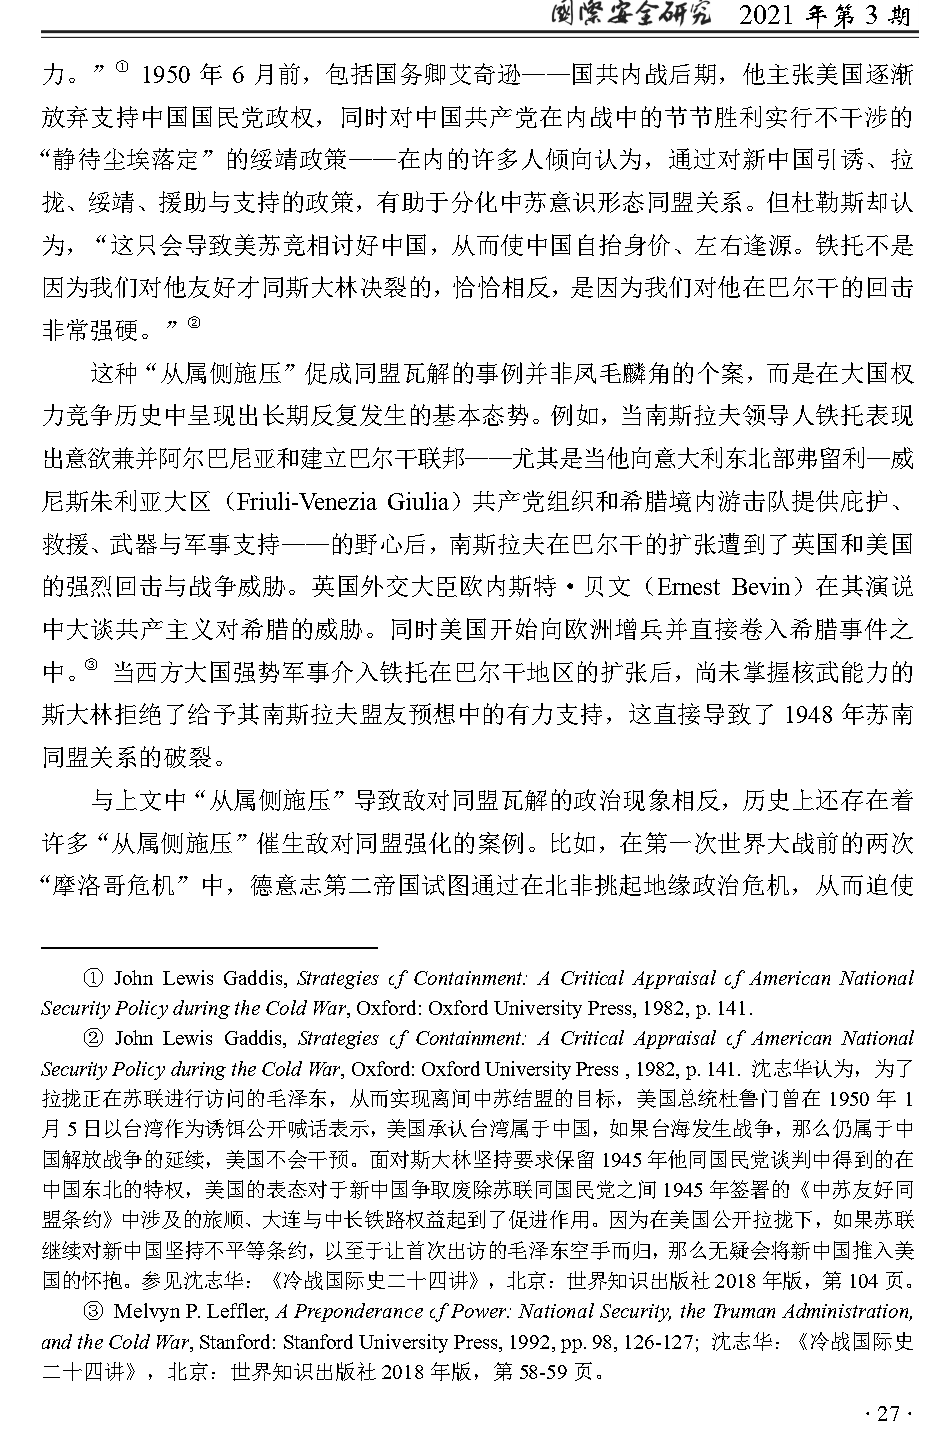 國際安全研究 2021 年第 3 期
力。”① 1950 年 6 月前，包括国务卿艾奇逊——国共内战后期，他主张美国逐渐
放弃支持中国国民党政权，同时对中国共产党在内战中的节节胜利实行不干涉的
“静待尘埃落定”的绥靖政策——在内的许多人倾向认为，通过对新中国引诱、拉
拢、绥靖、援助与支持的政策，有助于分化中苏意识形态同盟关系。但杜勒斯却认
为，“这只会导致美苏竞相讨好中国，从而使中国自抬身价、左右逢源。铁托不是
因为我们对他友好才同斯大林决裂的，恰恰相反，是因为我们对他在巴尔干的回击
非常强硬。”②
这种“从属侧施压”促成同盟瓦解的事例并非凤毛麟角的个案，而是在大国权
力竞争历史中呈现出长期反复发生的基本态势。例如，当南斯拉夫领导人铁托表现
出意欲兼并阿尔巴尼亚和建立巴尔干联邦——尤其是当他向意大利东北部弗留利—威
尼斯朱利亚大区（Friuli-Venezia Giulia）共产党组织和希腊境内游击队提供庇护、
救援、武器与军事支持——的野心后，南斯拉夫在巴尔干的扩张遭到了英国和美国
的强烈回击与战争威胁。英国外交大臣欧内斯特·贝文（Ernest Bevin）在其演说
中大谈共产主义对希腊的威胁。同时美国开始向欧洲增兵并直接卷入希腊事件之
中。③ 当西方大国强势军事介入铁托在巴尔干地区的扩张后，尚未掌握核武能力的
斯大林拒绝了给予其南斯拉夫盟友预想中的有力支持，这直接导致了 1948 年苏南
同盟关系的破裂。
与上文中“从属侧施压”导致敌对同盟瓦解的政治现象相反，历史上还存在着
许多“从属侧施压”催生敌对同盟强化的案例。比如，在第一次世界大战前的两次
“摩洛哥危机”中，德意志第二帝国试图通过在北非挑起地缘政治危机，从而迫使
① John Lewis Gaddis, Strategies of Containment: A Critical Appraisal of American National
Security Policy during the Cold War, Oxford: Oxford University Press, 1982, p. 141.
② John Lewis Gaddis, Strategies of Containment: A Critical Appraisal of American National
Security Policy during the Cold War, Oxford: Oxford University Press , 1982, p. 141. 沈志华认为，为了
拉拢正在苏联进行访问的毛泽东，从而实现离间中苏结盟的目标，美国总统杜鲁门曾在 1950 年 1
月 5 日以台湾作为诱饵公开喊话表示，美国承认台湾属于中国，如果台海发生战争，那么仍属于中
国解放战争的延续，美国不会干预。面对斯大林坚持要求保留 1945 年他同国民党谈判中得到的在
中国东北的特权，美国的表态对于新中国争取废除苏联同国民党之间 1945 年签署的《中苏友好同
盟条约》中涉及的旅顺、大连与中长铁路权益起到了促进作用。因为在美国公开拉拢下，如果苏联
继续对新中国坚持不平等条约，以至于让首次出访的毛泽东空手而归，那么无疑会将新中国推入美
国的怀抱。参见沈志华：《冷战国际史二十四讲》，北京：世界知识出版社 2018 年版，第 104 页。
③ Melvyn P. Leffler, A Preponderance of Power: National Security, the Truman Administration,
and the Cold War, Stanford: Stanford University Press, 1992, pp. 98, 126-127; 沈志华：《冷战国际史
二十四讲》，北京：世界知识出版社 2018 年版，第 58-59 页。
· 27 ·